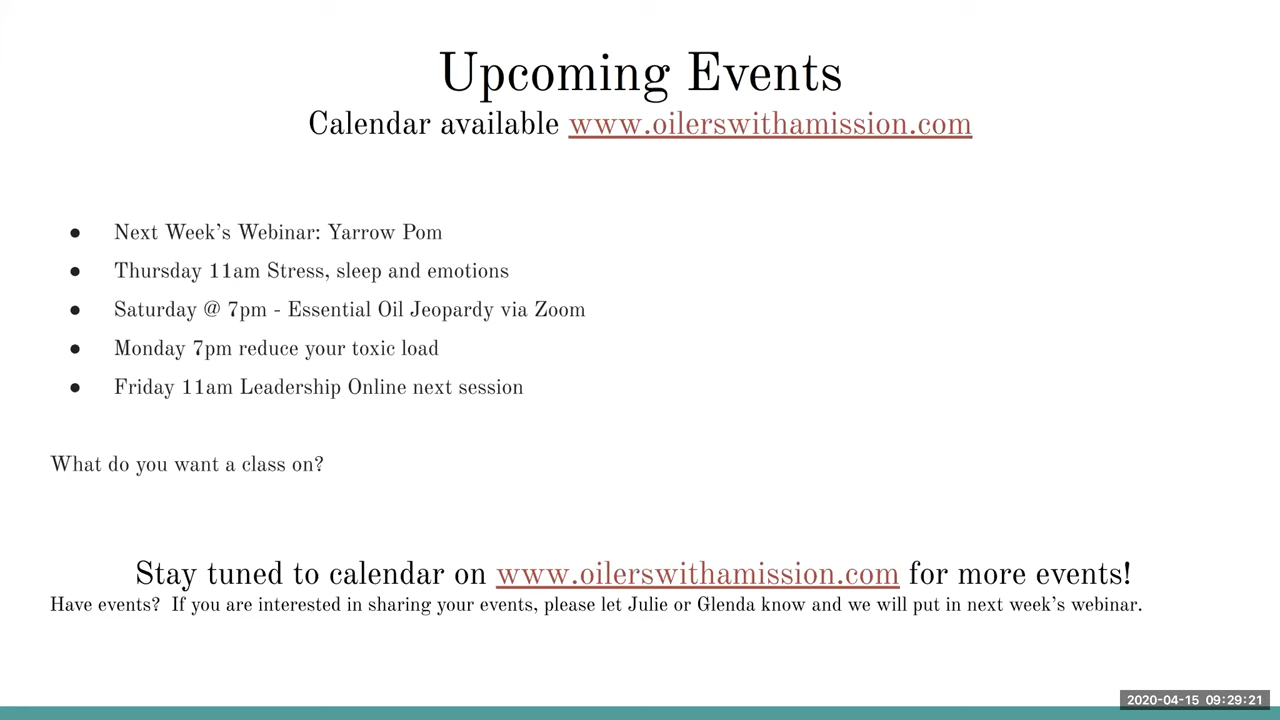 Upcoming Events
Calendar available www.oilerswithamission.com
● Next Week’s Webinar: Yarrow Pom
● Thursday 11am Stress, sleep and emotions
● Saturday @ 7pm - Essential Oil Jeopardy via Zoom
● Monday 7pm reduce your toxic load
● Friday 11am Leadership Online next session
What do you want a class on?
Stay tuned to calendar on www.oilerswithamission.com for more events!
Have events?  If you are interested in sharing your events, please let Julie or Glenda know and we will put in next week’s webinar.
2020-04-15 09:29:21